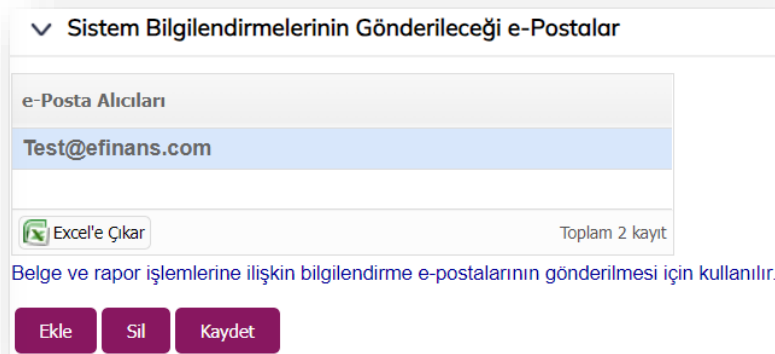 Sistem Bilgilendirmelerinin Gönderileceği e-Postalar
e-Posta Alıcıları
Test@efinans.com
Excel'e Çıkar
Toplam 2 kayıt
Belge ve rapor işlemlerine ilişkin bilgilendirme e-postalarının gönderilmesi için kullanılır.
Ekle
Sil
Kaydet